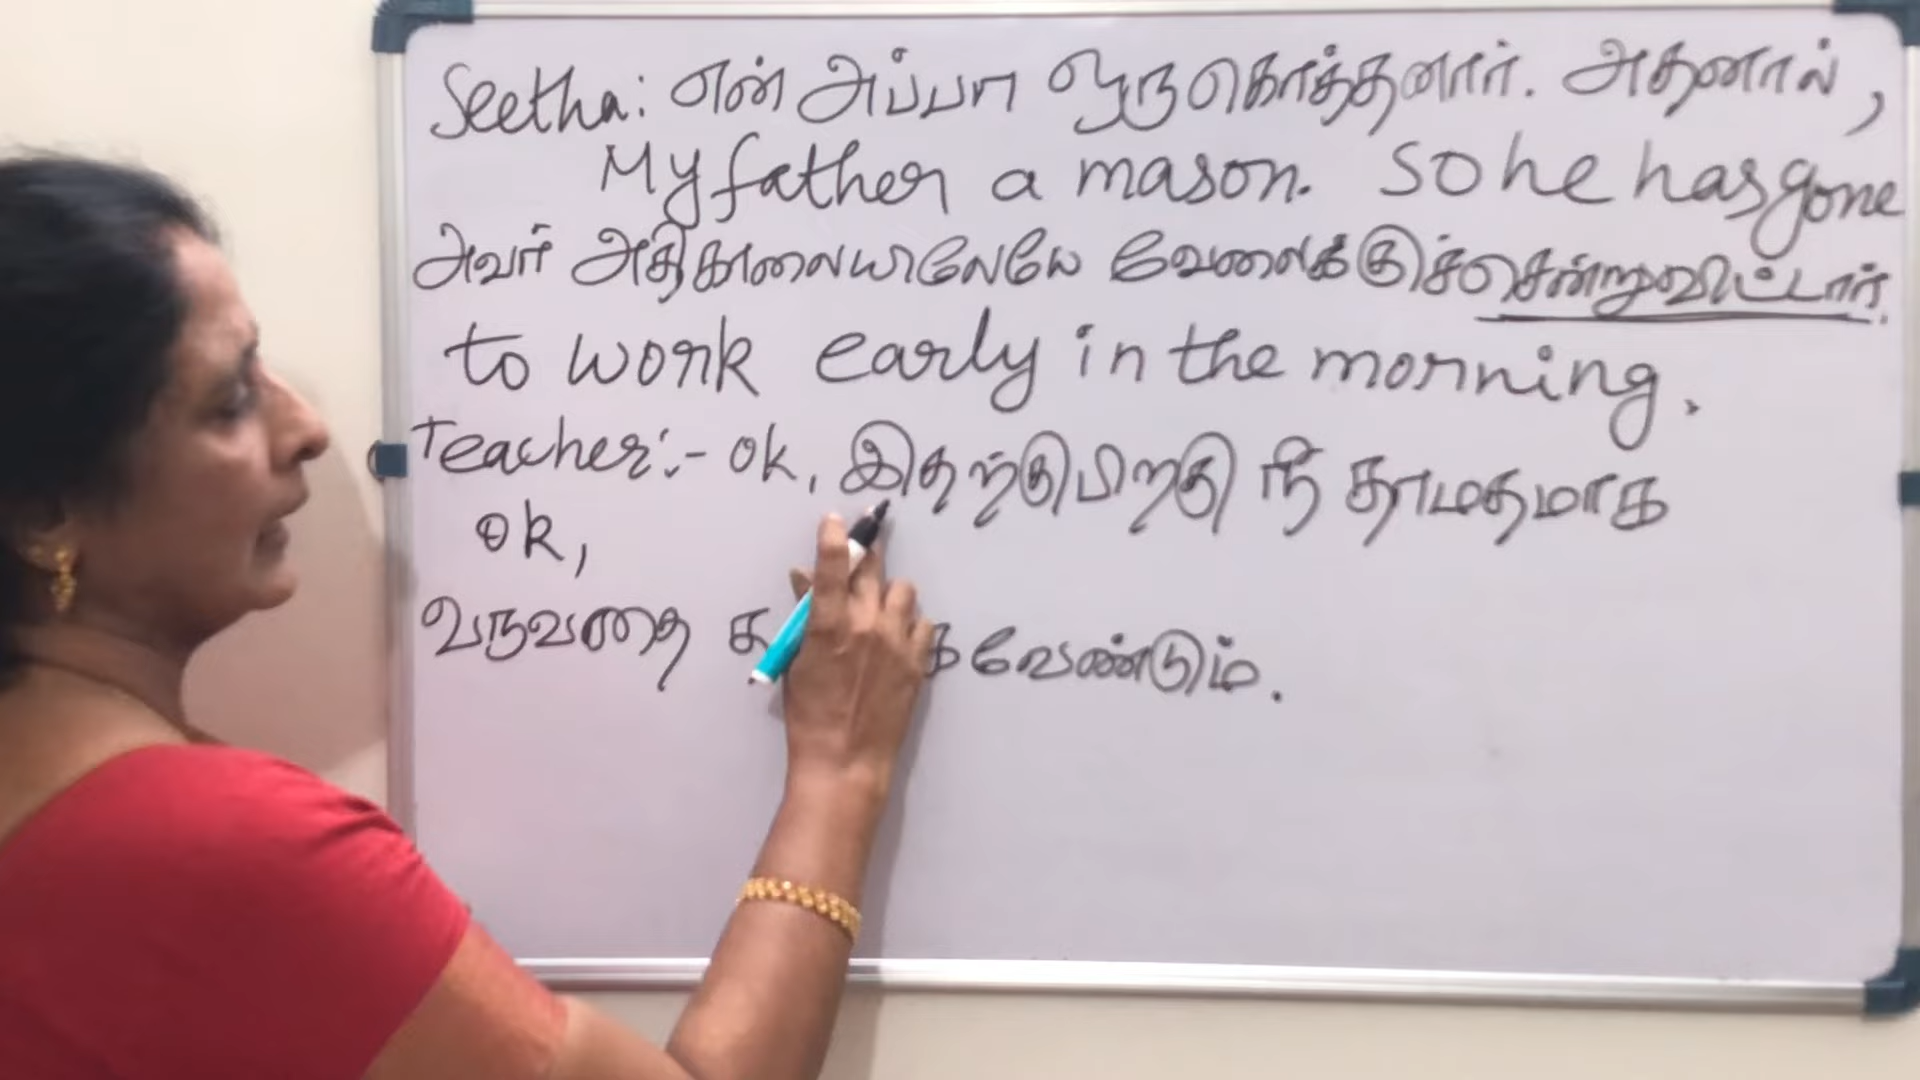 Seetha: என் அப்பா ஒரு கொத்தனார். அதனால்,
My father a mason. So he has gone
அவர் அதிகாலையிலேயே வேலைக்குச் சென்றுவிட்டார்.
to work early in the morning.
Teacher:- ok, இதற்குபிறகு நீ தாமதமாக
ok,
வருவதை வேண்டும்.